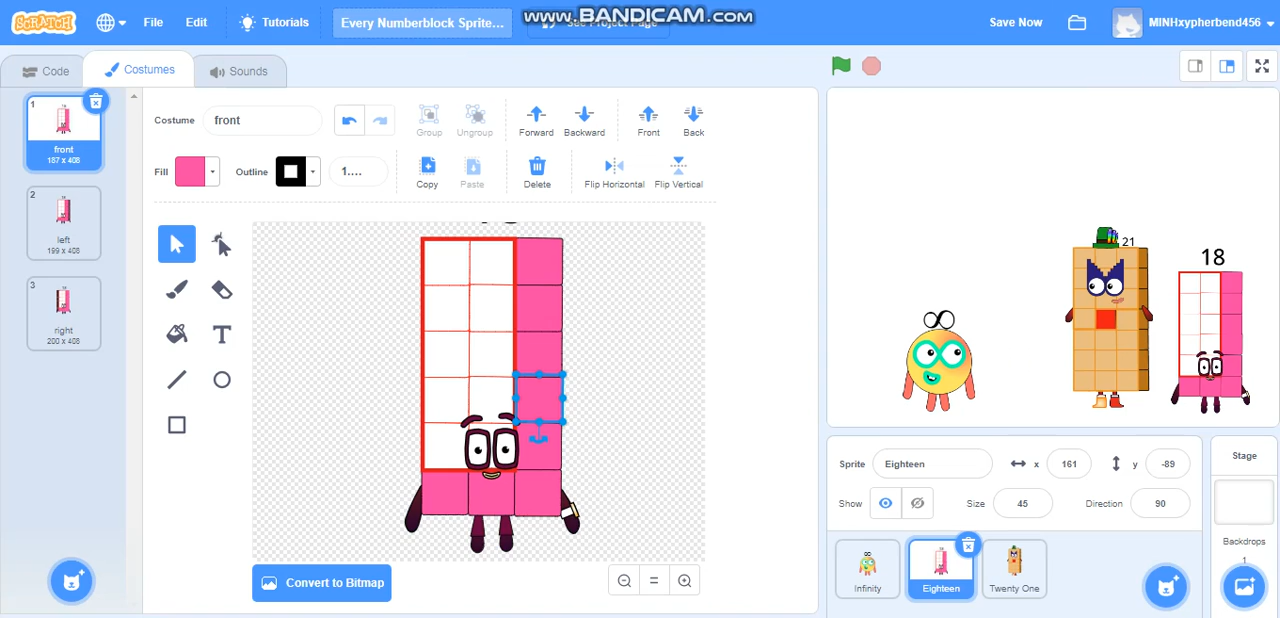 www.BANDICAM.com
SCRATCH File Edit Tutorials Every Numberblock Sprite... See Project Page Save Now MINHxypherbend456
Code Costumes Sounds
1
front
187 x 408
2
left
199 x 408
3
right
200 x 408
Costume front Group Ungroup Forward Backward Front Back
Fill Outline 1.... Copy Paste Delete Flip Horizontal Flip Vertical
Convert to Bitmap
21
18
Sprite Eighteen x 161 y -89
Show Size 45 Direction 90
Infinity Eighteen Twenty One
Stage
Backdrops
1